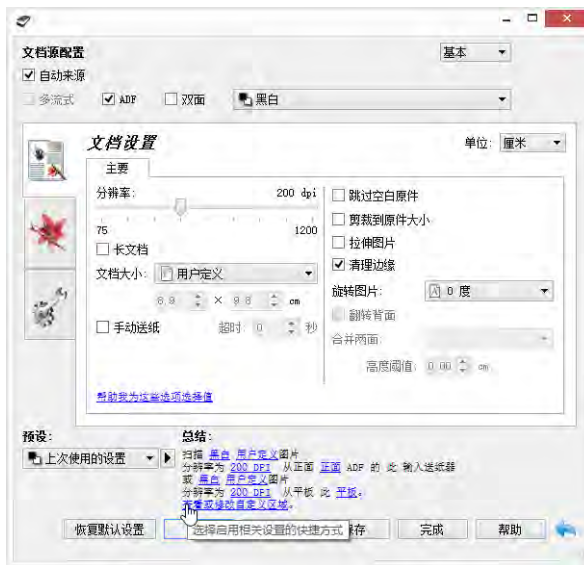 文档源配置
基本
自动来源
多流式 ADF 双面 黑白
文档设置
单位: 厘米
主要
分辨率: 200 dpi
75 1200
长文档
文档大小: 用户定义
8.9 × 9.8 cm
手动送纸 超时 0 秒
帮助我为这些选项选择值
跳过空白原件
剪裁到原件大小
拉伸图片
清理边缘
旋转图片: 0 度
翻转背面
合并两面:
高度阈值: 0.00 cm
预设:
上次使用的设置
总结:
扫描 黑白 用户定义图片
分辨率为 200 DPI 从正面 正面 ADF 的 此 输入送纸器
或 黑白 用户定义图片
分辨率为 200 DPI 从平板 此 平板。
查看或修改自定义区域。
恢复默认设置 选择启用相关设置的快捷方式 保存 完成 帮助